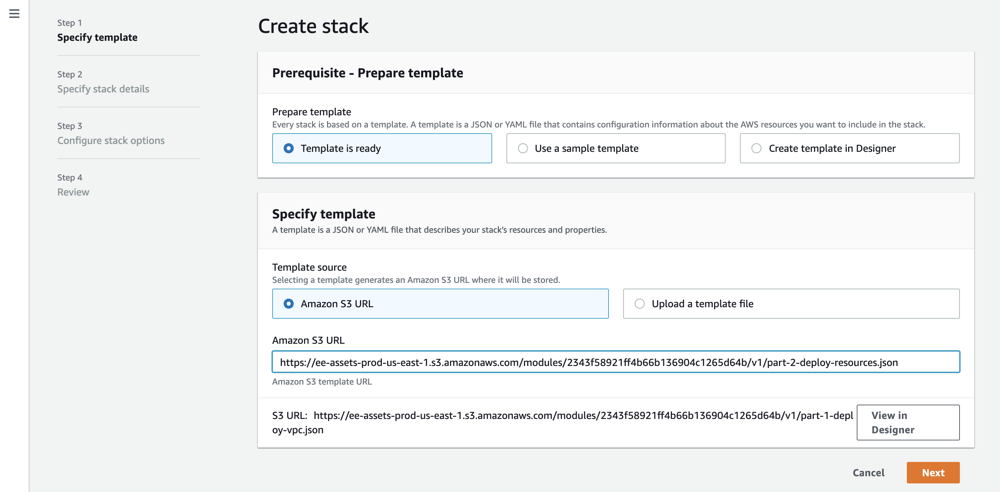 Step 1
Specify template
Step 2
Specify stack details
Step 3
Configure stack options
Step 4
Review
Create stack
Prerequisite - Prepare template
Prepare template
Every stack is based on a template. A template is a JSON or YAML file that contains configuration information about the AWS resources you want to include in the stack.
Template is ready
Use a sample template
Create template in Designer
Specify template
A template is a JSON or YAML file that describes your stack's resources and properties.
Template source
Selecting a template generates an Amazon S3 URL where it will be stored.
Amazon S3 URL
Upload a template file
Amazon S3 URL
https://ee-assets-prod-us-east-1.s3.amazonaws.com/modules/2343f58921ff4b66b136904c1265d64b/v1/part-2-deploy-resources.json
Amazon S3 template URL
S3 URL: https://ee-assets-prod-us-east-1.s3.amazonaws.com/modules/2343f58921ff4b66b136904c1265d64b/v1/part-1-depl
oy-vpc.json
View in
Designer
Cancel
Next